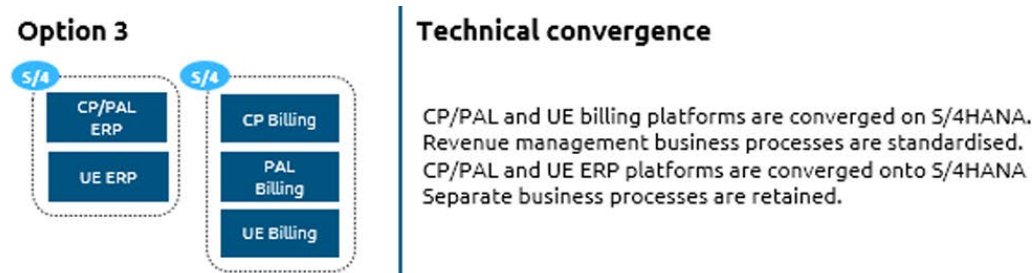 Option 3
S/4
CP/PAL
ERP
UE ERP
S/4
CP Billing
PAL
Billing
UE Billing
Technical convergence
CP/PAL and UE billing platforms are converged on S/4HANA.
Revenue management business processes are standardised.
CP/PAL and UE ERP platforms are converged onto S/4HANA
Separate business processes are retained.